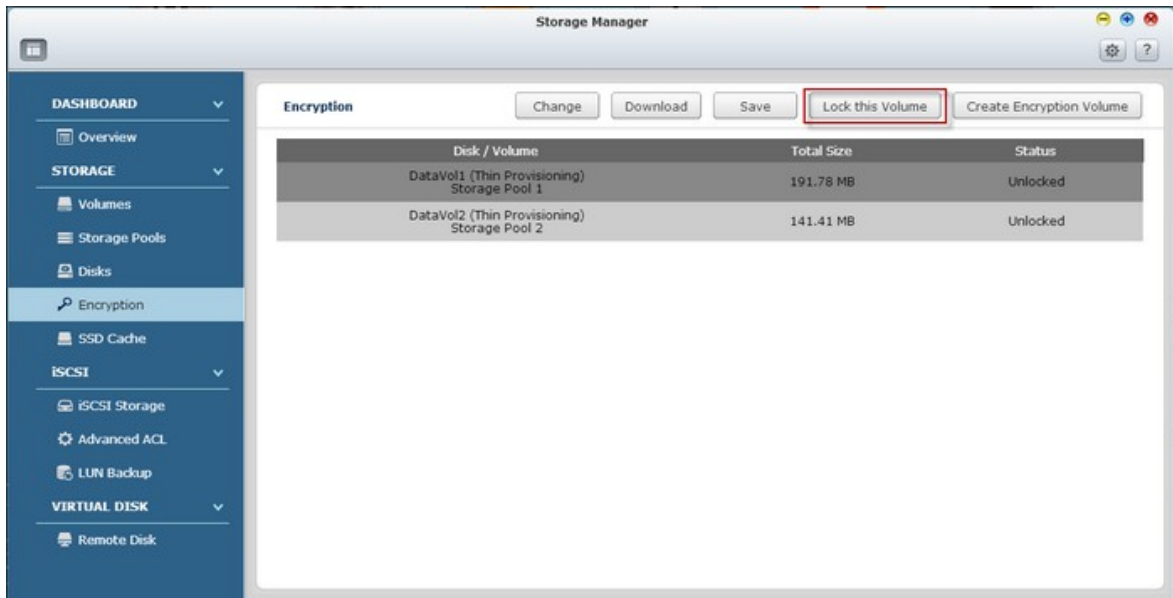 Storage Manager
?
DASHBOARD
Overview
STORAGE
Volumes
Storage Pools
Disks
Encryption
SSD Cache
iSCSI
iSCSI Storage
Advanced ACL
LUN Backup
VIRTUAL DISK
Remote Disk
Encryption Change Download Save Lock this Volume Create Encryption Volume
Disk / Volume Total Size Status
DataVol1 (Thin Provisioning)
Storage Pool 1
191.78 MB Unlocked
DataVol2 (Thin Provisioning)
Storage Pool 2
141.41 MB Unlocked